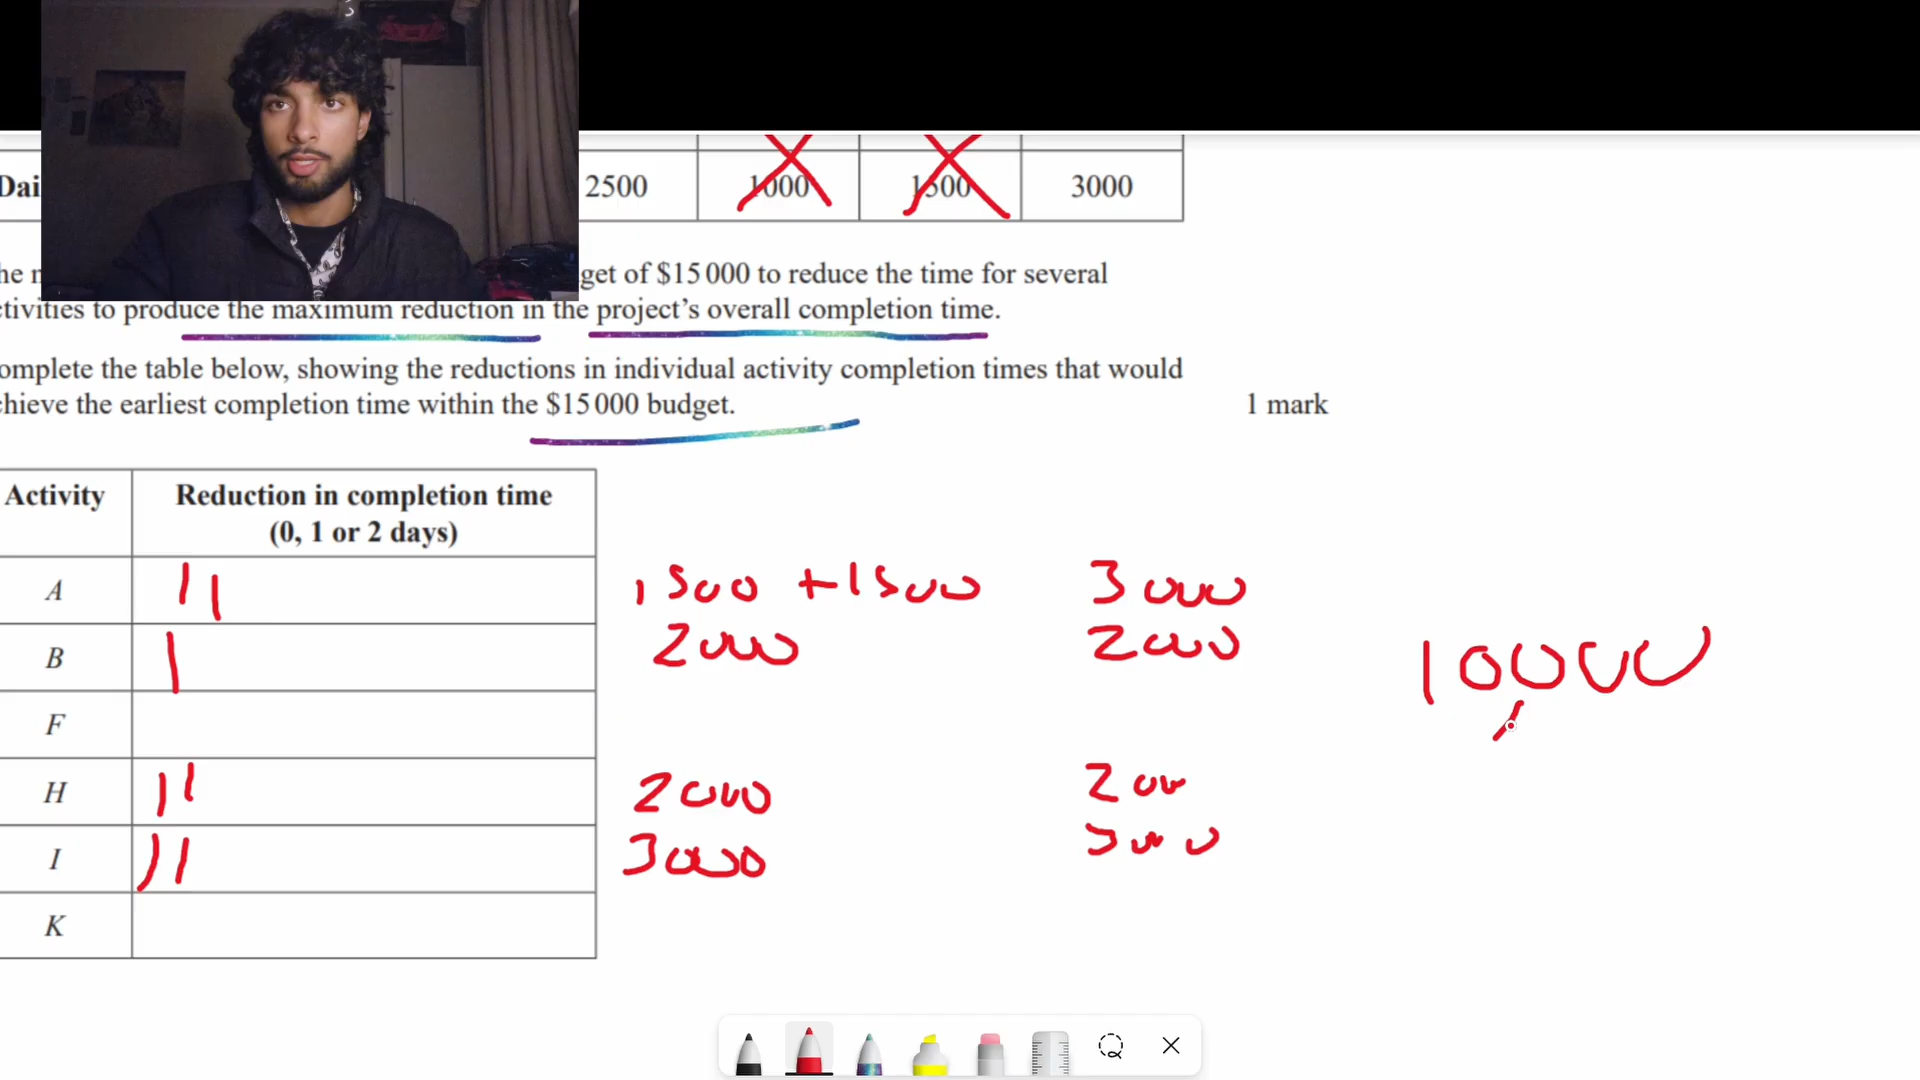 Dai 2500 1000 1500 3000
get of $15 000 to reduce the time for several
tivities to produce the maximum reduction in the project's overall completion time.
omplete the table below, showing the reductions in individual activity completion times that would
chieve the earliest completion time within the $15 000 budget. 1 mark
Activity Reduction in completion time
(0, 1 or 2 days)
A 11 1500 +1500 3000
B 1 2000 2000 10000
F
H 11 2000 200
I 11 3000 3000
K